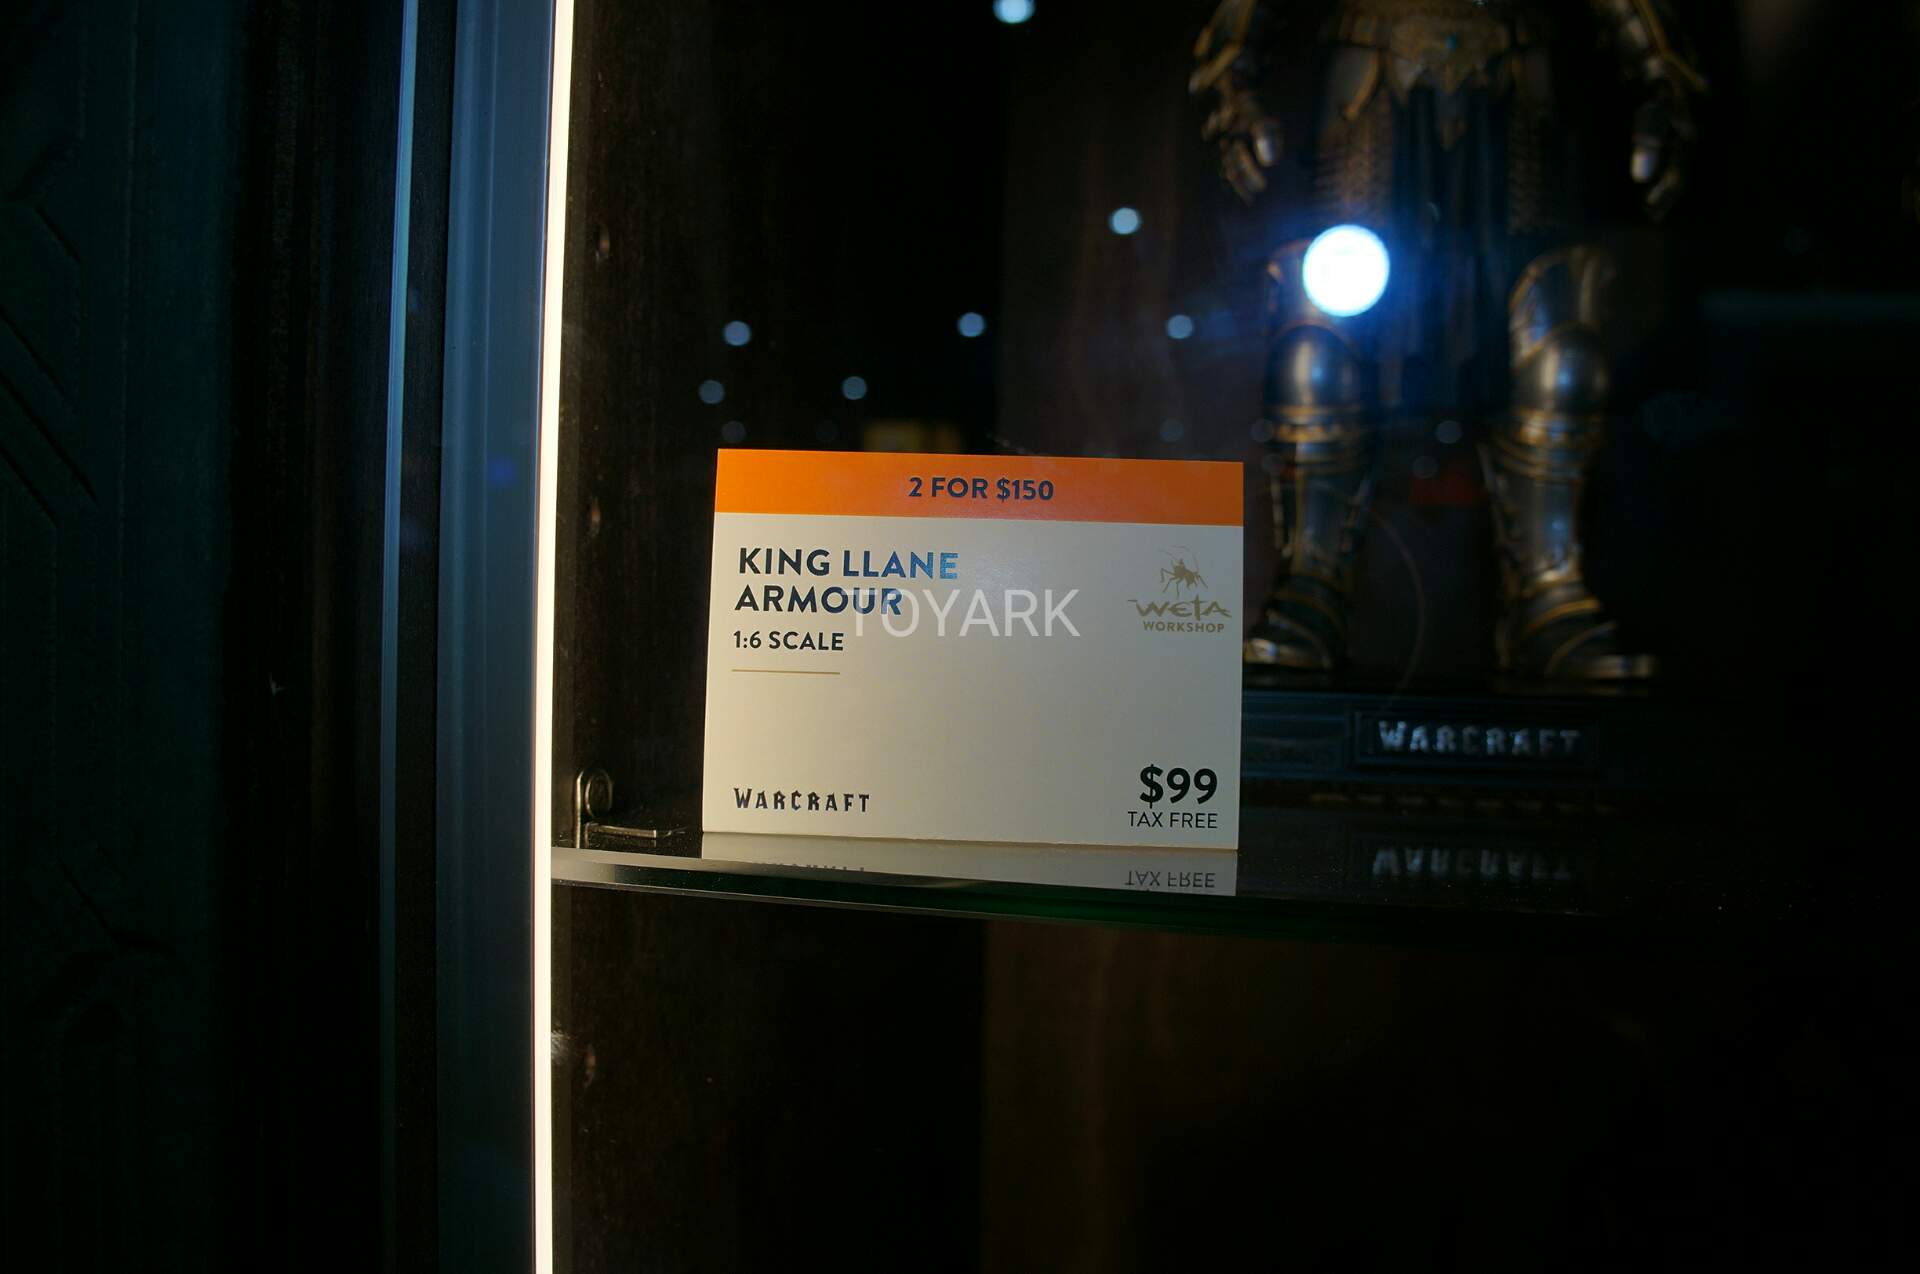 2 FOR $150
KING LLANE
ARMOUR
1:6 SCALE
WETA
WORKSHOP
TOYARK
WARCRAFT
$99
TAX FREE
WARCRAFT